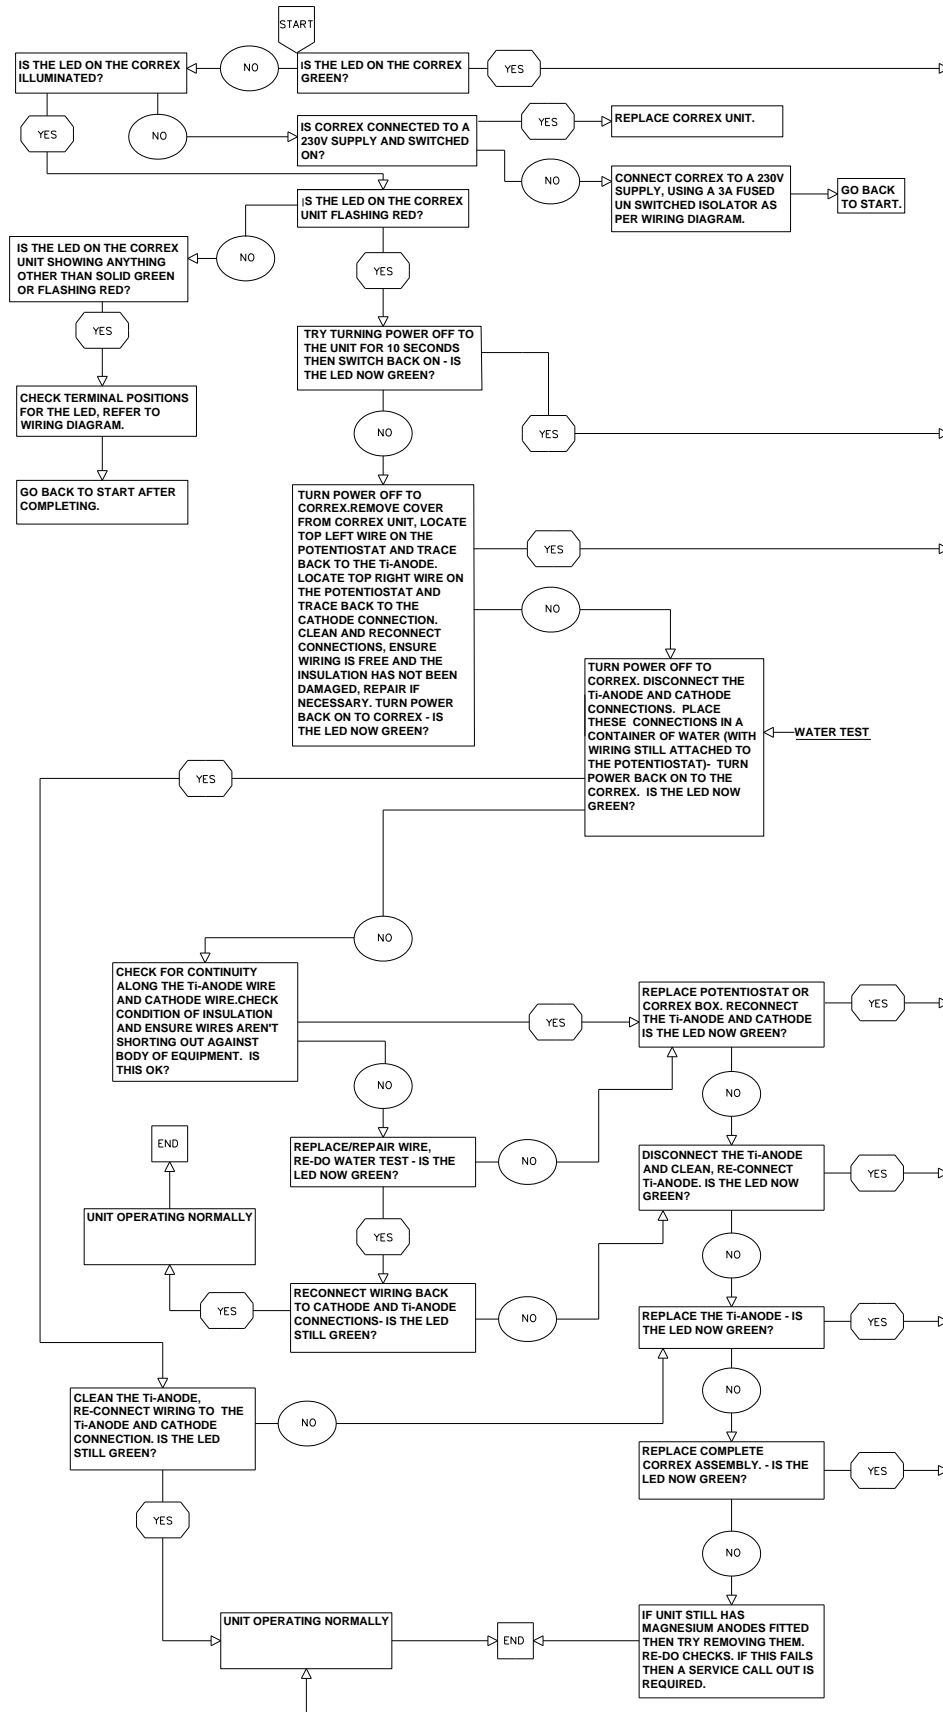 START
IS THE LED ON THE CORREX
ILLUMINATED?
NO
IS THE LED ON THE CORREX
GREEN?
YES
YES
NO
IS CORREX CONNECTED TO A
230V SUPPLY AND SWITCHED
ON?
YES
REPLACE CORREX UNIT.
NO
CONNECT CORREX TO A 230V
SUPPLY, USING A 3A FUSED
UN SWITCHED ISOLATOR AS
PER WIRING DIAGRAM.
GO BACK
TO START.
IS THE LED ON THE CORREX
UNIT FLASHING RED?
NO
IS THE LED ON THE CORREX
UNIT SHOWING ANYTHING
OTHER THAN SOLID GREEN
OR FLASHING RED?
YES
YES
TRY TURNING POWER OFF TO
THE UNIT FOR 10 SECONDS
THEN SWITCH BACK ON - IS
THE LED NOW GREEN?
CHECK TERMINAL POSITIONS
FOR THE LED, REFER TO
WIRING DIAGRAM.
NO
YES
GO BACK TO START AFTER
COMPLETING.
TURN POWER OFF TO
CORREX.REMOVE COVER
FROM CORREX UNIT, LOCATE
TOP LEFT WIRE ON THE
POTENTIOSTAT AND TRACE
BACK TO THE Ti-ANODE.
LOCATE TOP RIGHT WIRE ON
THE POTENTIOSTAT AND
TRACE BACK TO THE
CATHODE CONNECTION.
CLEAN AND RECONNECT
CONNECTIONS, ENSURE
WIRING IS FREE AND THE
INSULATION HAS NOT BEEN
DAMAGED, REPAIR IF
NECESSARY. TURN POWER
BACK ON TO CORREX - IS
THE LED NOW GREEN?
YES
NO
TURN POWER OFF TO
CORREX. DISCONNECT THE
Ti-ANODE AND CATHODE
CONNECTIONS. PLACE
THESE CONNECTIONS IN A
CONTAINER OF WATER (WITH
WIRING STILL ATTACHED TO
THE POTENTIOSTAT)- TURN
POWER BACK ON TO THE
CORREX. IS THE LED NOW
GREEN?
WATER TEST
YES
NO
CHECK FOR CONTINUITY
ALONG THE Ti-ANODE WIRE
AND CATHODE WIRE.CHECK
CONDITION OF INSULATION
AND ENSURE WIRES AREN'T
SHORTING OUT AGAINST
BODY OF EQUIPMENT. IS
THIS OK?
YES
REPLACE POTENTIOSTAT OR
CORREX BOX. RECONNECT
THE Ti-ANODE AND CATHODE
IS THE LED NOW GREEN?
YES
NO
NO
END
REPLACE/REPAIR WIRE,
RE-DO WATER TEST - IS THE
LED NOW GREEN?
NO
DISCONNECT THE Ti-ANODE
AND CLEAN, RE-CONNECT
Ti-ANODE. IS THE LED NOW
GREEN?
YES
UNIT OPERATING NORMALLY
YES
NO
YES
RECONNECT WIRING BACK
TO CATHODE AND Ti-ANODE
CONNECTIONS- IS THE LED
STILL GREEN?
NO
REPLACE THE Ti-ANODE - IS
THE LED NOW GREEN?
YES
CLEAN THE Ti-ANODE,
RE-CONNECT WIRING TO THE
Ti-ANODE AND CATHODE
CONNECTION. IS THE LED
STILL GREEN?
NO
NO
REPLACE COMPLETE
CORREX ASSEMBLY. - IS THE
LED NOW GREEN?
YES
YES
NO
UNIT OPERATING NORMALLY
END
IF UNIT STILL HAS
MAGNESIUM ANODES FITTED
THEN TRY REMOVING THEM.
RE-DO CHECKS. IF THIS FAILS
THEN A SERVICE CALL OUT IS
REQUIRED.